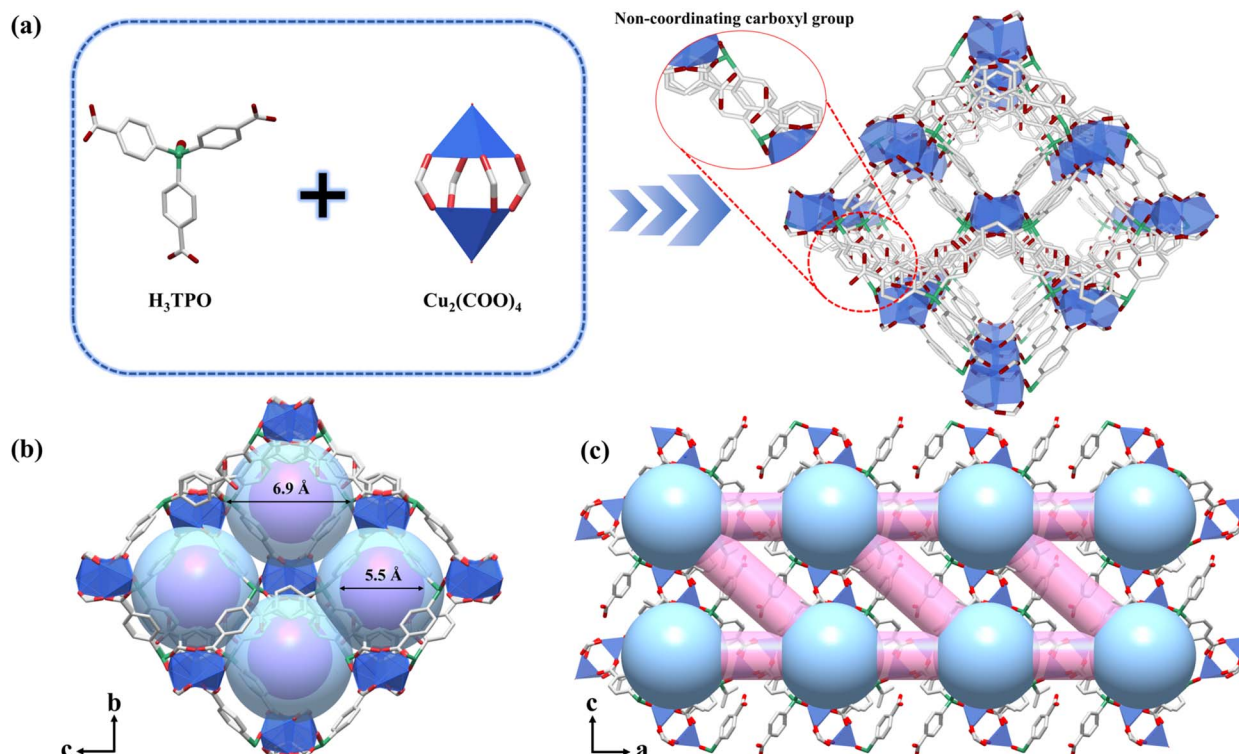 (a)
Non-coordinating carboxyl group
+
H₃TPO
Cu₂(COO)₄
(b)
6.9 Å
5.5 Å
b
c
(c)
c
a